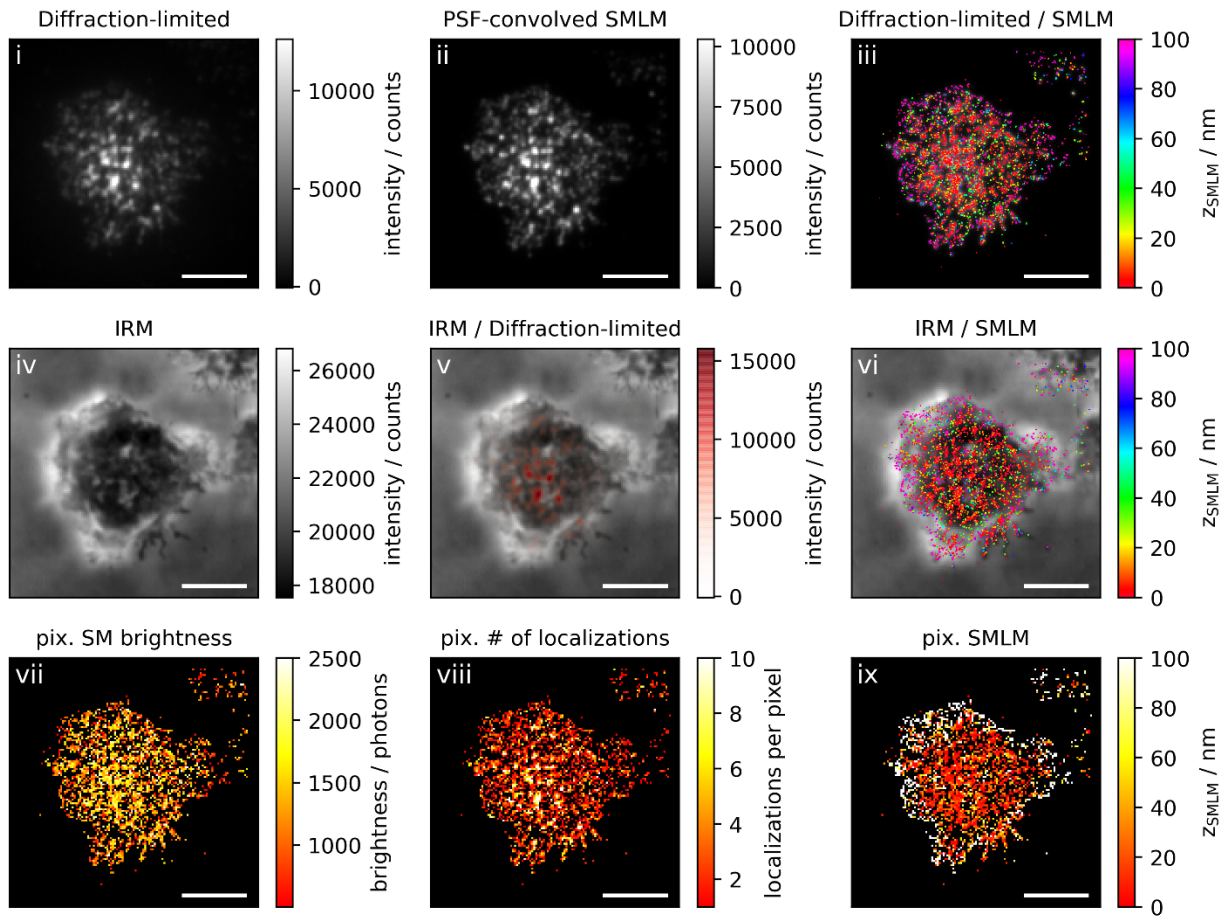 Diffraction-limited
PSF-convolved SMLM
Diffraction-limited / SMLM
i
10000
5000
0
intensity / counts
ii
10000
7500
5000
2500
0
intensity / counts
iii
100
80
60
40
20
0
z_SMLM / nm
IRM
IRM / Diffraction-limited
IRM / SMLM
iv
26000
24000
22000
20000
18000
intensity / counts
v
15000
10000
5000
0
intensity / counts
vi
100
80
60
40
20
0
z_SMLM / nm
pix. SM brightness
pix. # of localizations
pix. SMLM
vii
2500
2000
1500
1000
brightness / photons
viii
10
8
6
4
2
localizations per pixel
ix
100
80
60
40
20
0
z_SMLM / nm